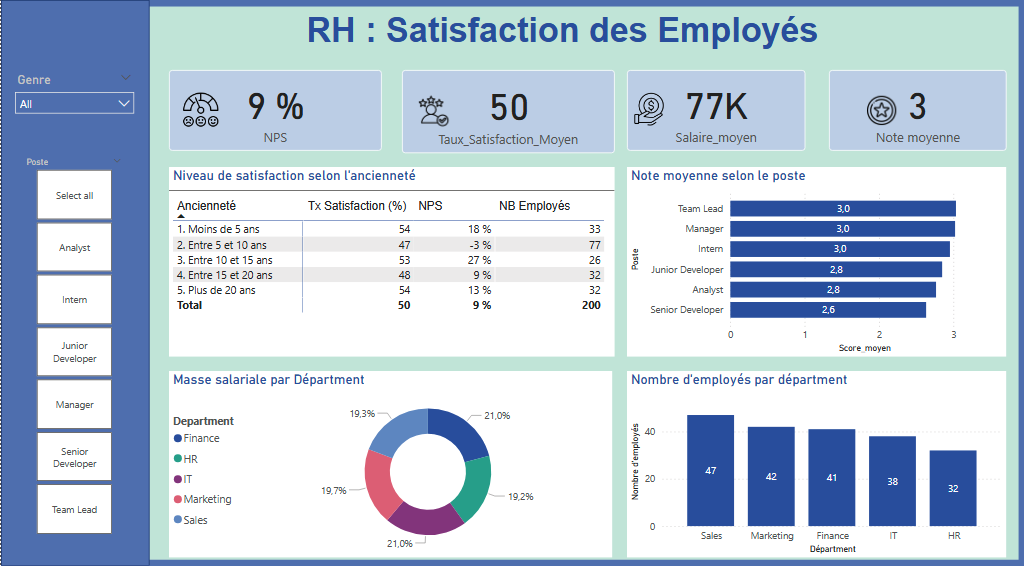 RH : Satisfaction des Employés
Genre
All
Poste
Select all
Analyst
Intern
Junior
Developer
Manager
Senior
Developer
Team Lead
9 %
NPS
50
Taux_Satisfaction_Moyen
77K
Salaire_moyen
3
Note moyenne
Niveau de satisfaction selon l'ancienneté
Ancienneté Tx Satisfaction (%) NPS NB Employés
1. Moins de 5 ans 54 18 % 33
2. Entre 5 et 10 ans 47 -3 % 77
3. Entre 10 et 15 ans 53 27 % 26
4. Entre 15 et 20 ans 48 9 % 32
5. Plus de 20 ans 54 13 % 32
Total 50 9 % 200
Note moyenne selon le poste
Poste
Team Lead 3,0
Manager 3,0
Intern 3,0
Junior Developer 2,8
Analyst 2,8
Senior Developer 2,6
0 1 2 3
Score_moyen
Masse salariale par Départment
Department
Finance
HR
IT
Marketing
Sales
19,3%
21,0%
19,7%
19,2%
21,0%
Nombre d'employés par départment
Nombre d'employés
40
20
0
47 42 41 38 32
Sales Marketing Finance IT HR
Départment